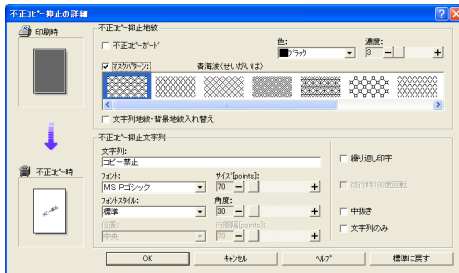 不正ｺﾋﾟｰ抑止の詳細
印刷時
不正ｺﾋﾟｰ時
不正ｺﾋﾟｰ抑止地紋
不正ｺﾋﾟｰｶﾞｰﾄﾞ
色:
ブラック
濃度:
3
ﾏｽｸﾊﾟﾀｰﾝ:
青海波(せいがいは)
文字列地紋・背景地紋入れ替え
不正ｺﾋﾟｰ抑止文字列
文字列:
コピー禁止
ﾌｫﾝﾄ:
MS Pゴシック
ｻｲｽﾞ[points]:
70
ﾌｫﾝﾄｽﾀｲﾙ:
標準
角度:
30
位置:
中央
行間隔[points]:
70
繰り返し印字
改行時180度回転
中抜き
文字列のみ
OK
ｷｬﾝｾﾙ
ﾍﾙﾌﾟ
標準に戻す